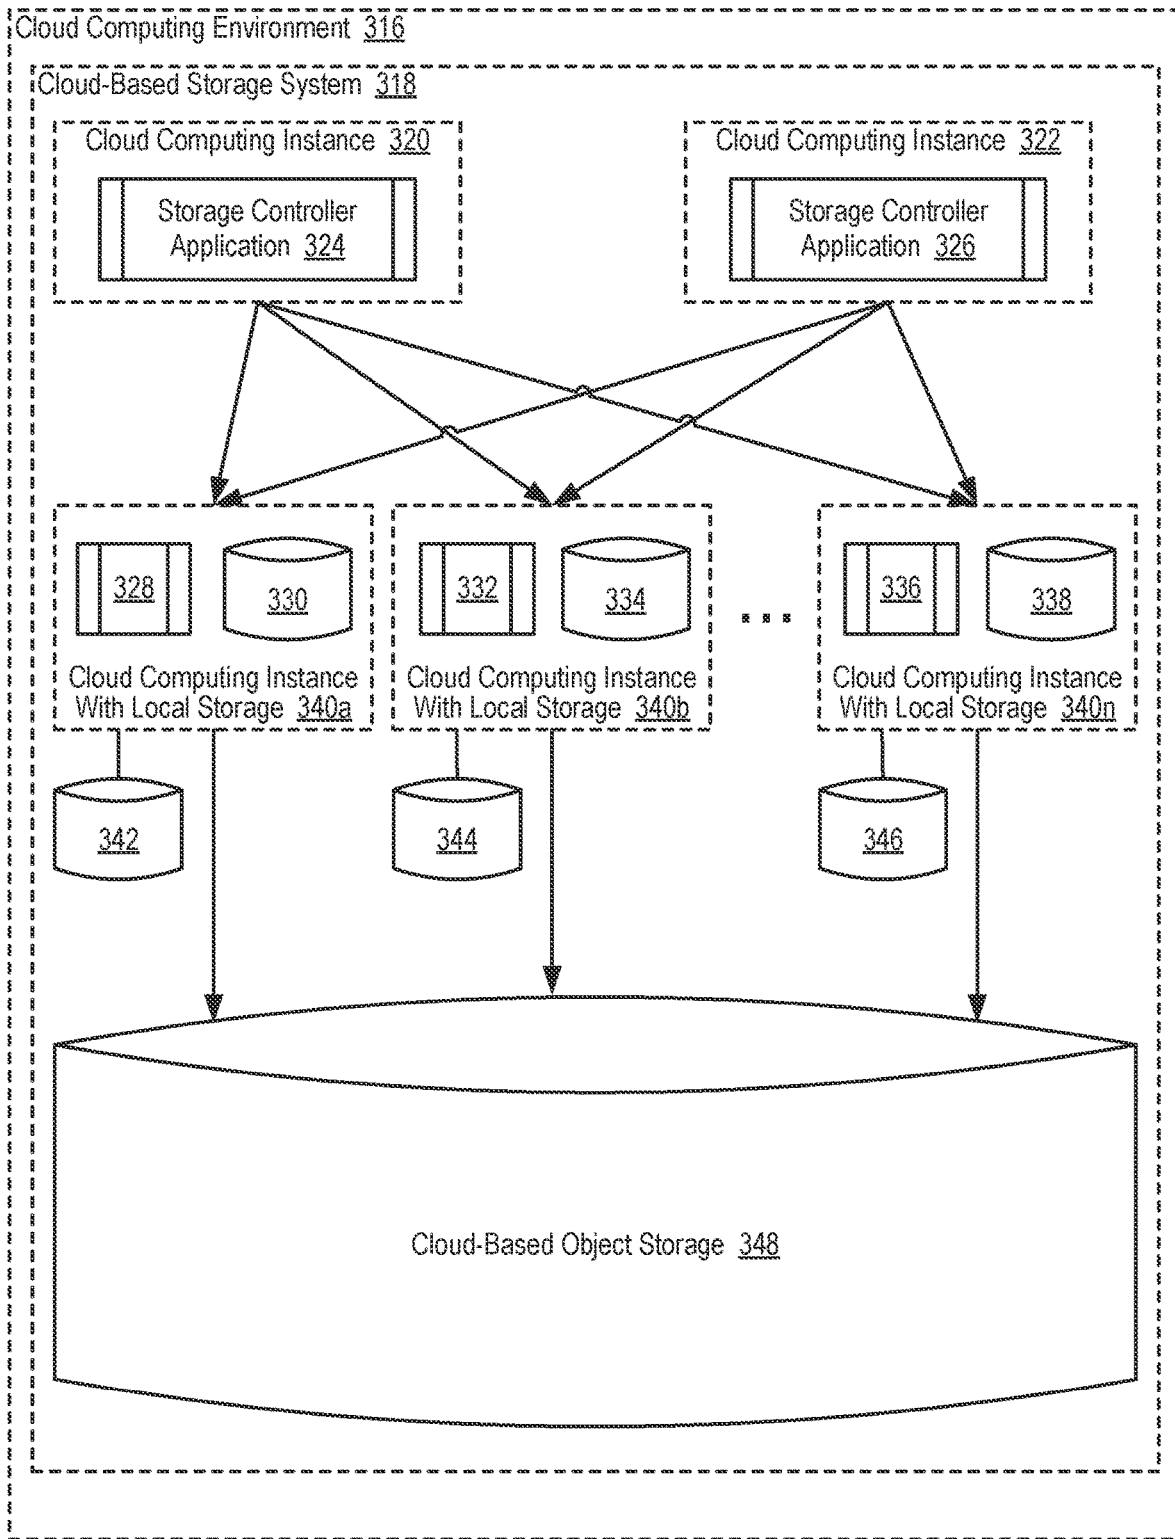 Cloud Computing Environment 316
Cloud-Based Storage System 318
Cloud Computing Instance 320
Storage Controller
Application 324
Cloud Computing Instance 322
Storage Controller
Application 326
328
330
Cloud Computing Instance
With Local Storage 340a
332
334
Cloud Computing Instance
With Local Storage 340b
...
336
338
Cloud Computing Instance
With Local Storage 340n
342
344
346
Cloud-Based Object Storage 348